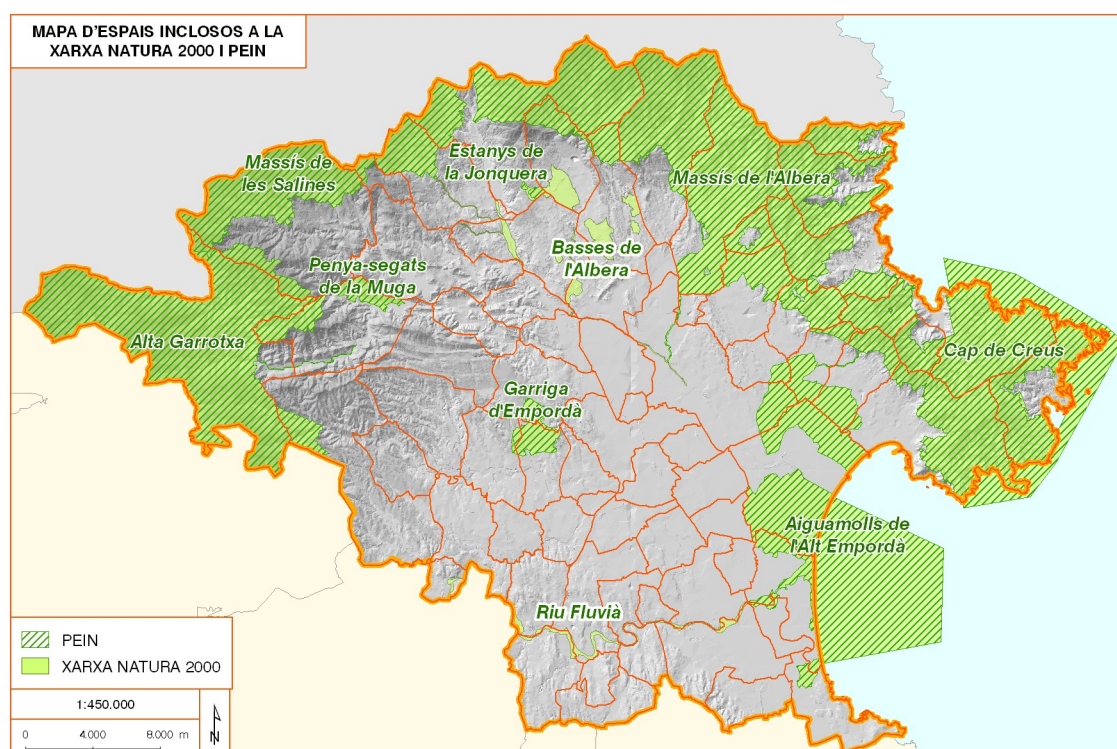 MAPA D'ESPAIS INCLOSOS A LA
XARXA NATURA 2000 I PEIN
Massís de
les Salines
Estanys de
la Jonquera
Massís de l'Albera
Basses de
l'Albera
Penya-segats
de la Muga
Alta Garrotxa
Cap de Creus
Garriga
d'Empordà
Aiguamolls de
l'Alt Empordà
Riu Fluvià
PEIN
XARXA NATURA 2000
1:450.000
0 4.000 8.000 m
N